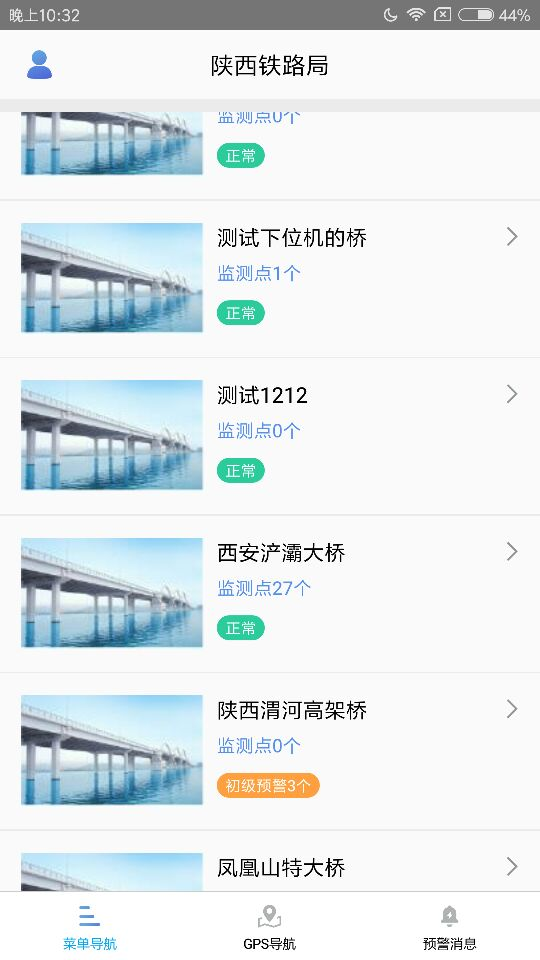 晚上10:32
44%
陕西铁路局
监测点0个
正常
测试下位机的桥
监测点1个
正常
测试1212
监测点0个
正常
西安浐灞大桥
监测点27个
正常
陕西渭河高架桥
监测点0个
初级预警3个
凤凰山特大桥
菜单导航
GPS导航
预警消息